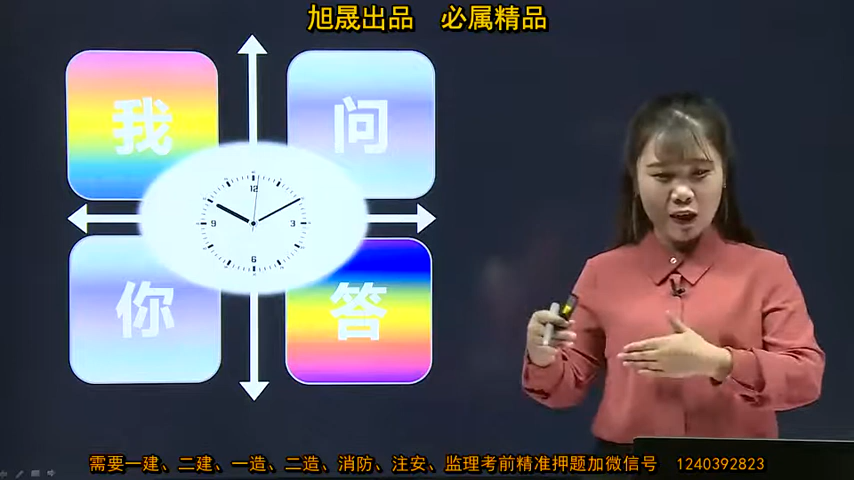 旭晟出品 必属精品
我 问
12
9 3
6
你 答
需要一建、二建、一造、二造、消防、注安、监理考前精准押题加微信号 1240392823